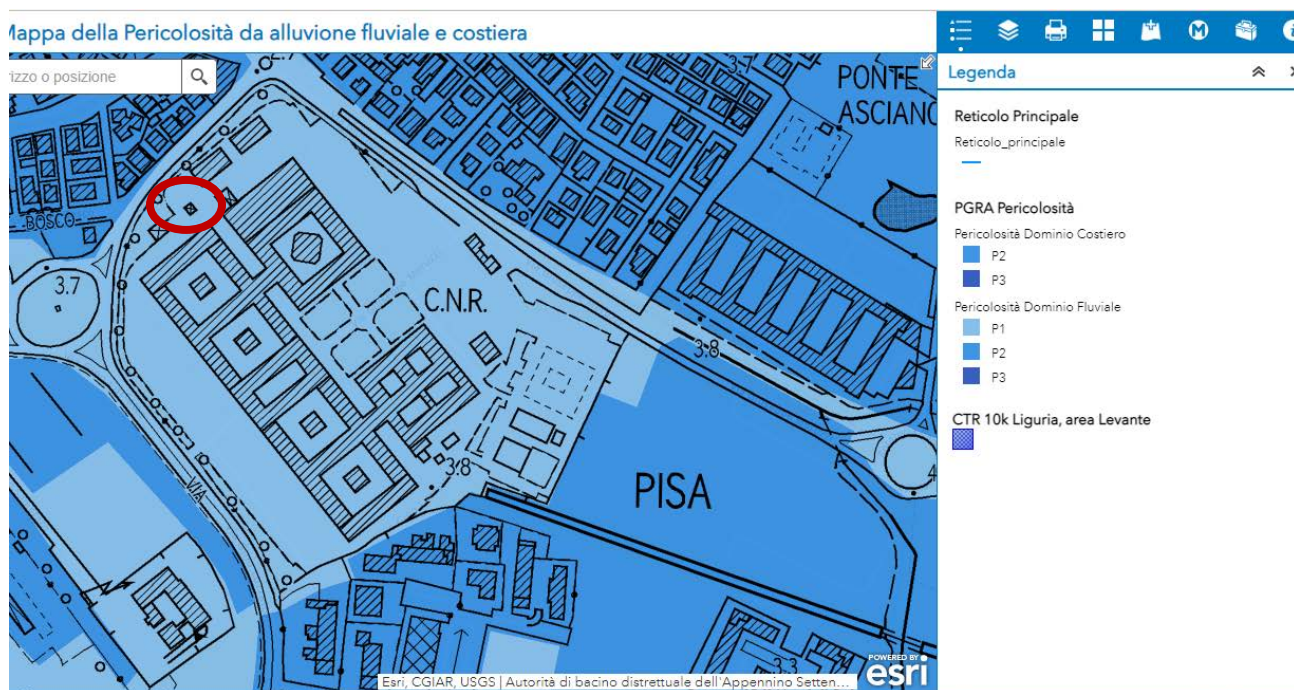 Mappa della Pericolosità da alluvione fluviale e costiera
rizzo o posizione
Legenda
Reticolo Principale
Reticolo_principale
PGRA Pericolosità
Pericolosità Dominio Costiero
P2
P3
Pericolosità Dominio Fluviale
P1
P2
P3
CTR 10k Liguria, area Levante
2.7
3.7
PONTE
ASCIANO
BOSCO
3.7
C.N.R.
3.8
3.8
VIA
PISA
4
3.3
POWERED BY
esri
Esri, CGIAR, USGS | Autorità di bacino distrettuale dell'Appennino Setten...